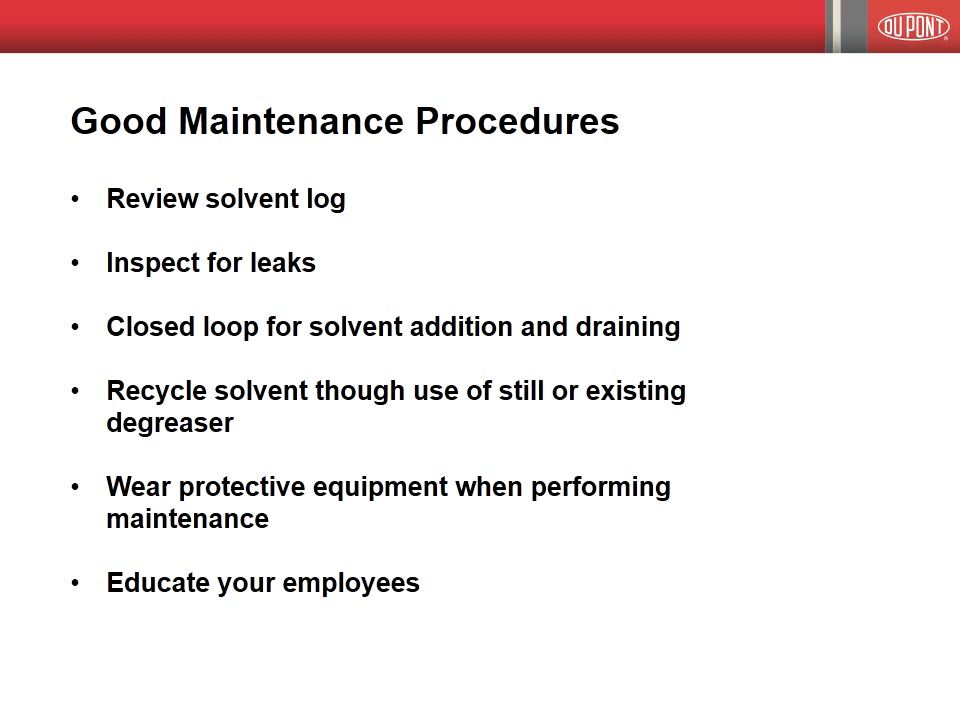 DU PONT®
Good Maintenance Procedures
• Review solvent log
• Inspect for leaks
• Closed loop for solvent addition and draining
• Recycle solvent though use of still or existing
degreaser
• Wear protective equipment when performing
maintenance
• Educate your employees